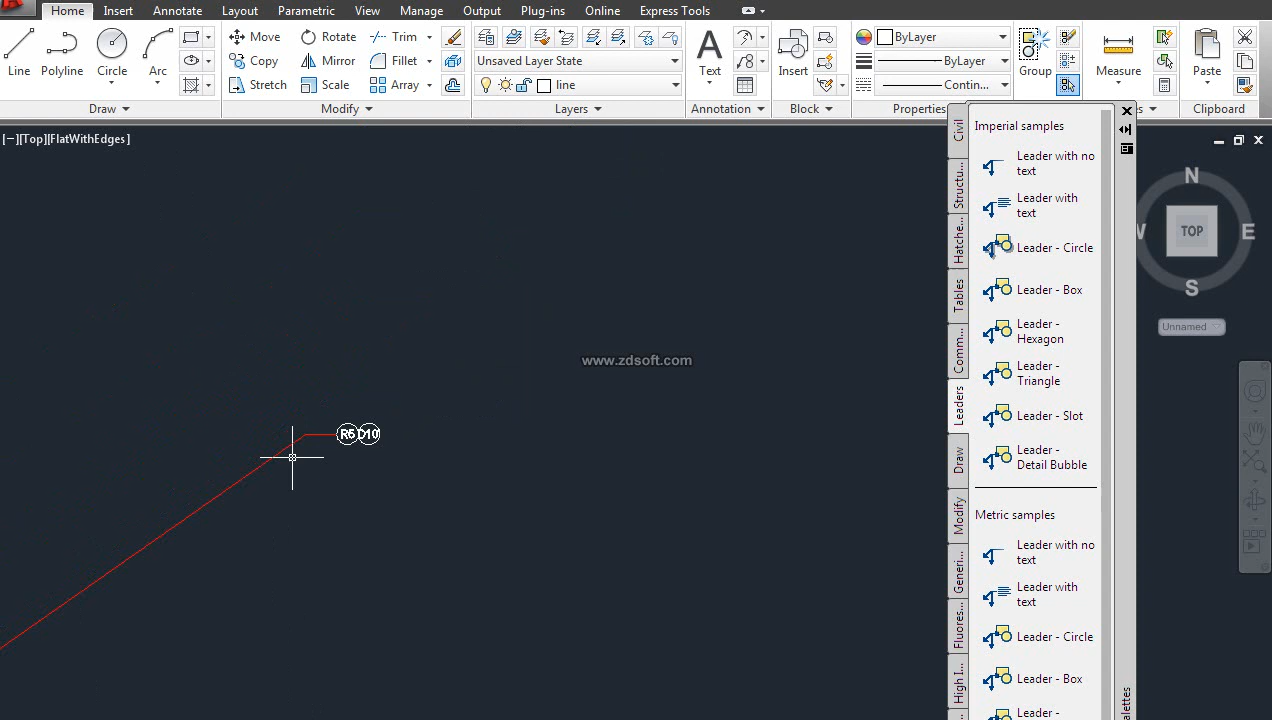 Home Insert Annotate Layout Parametric View Manage Output Plug-ins Online Express Tools
Line Polyline Circle Arc
Move Rotate Trim
Copy Mirror Fillet
Stretch Scale Array
Unsaved Layer State
line
Text
Insert
ByLayer
ByLayer
Contin...
Group
Measure
Paste
Draw Modify Layers Annotation Block Properties Clipboard
[−][Top][FlatWithEdges]
Civil
Structu...
Hatche...
Tables
Comm...
Leaders
Draw
Modify
Generi...
Fluores...
High I...
Imperial samples
Leader with no
text
Leader with
text
Leader - Circle
Leader - Box
Leader -
Hexagon
Leader -
Triangle
Leader - Slot
Leader -
Detail Bubble
Metric samples
Leader with no
text
Leader with
text
Leader - Circle
Leader - Box
Leader -
alettes
N
W TOP E
S
Unnamed
www.zdsoft.com
R5 D10